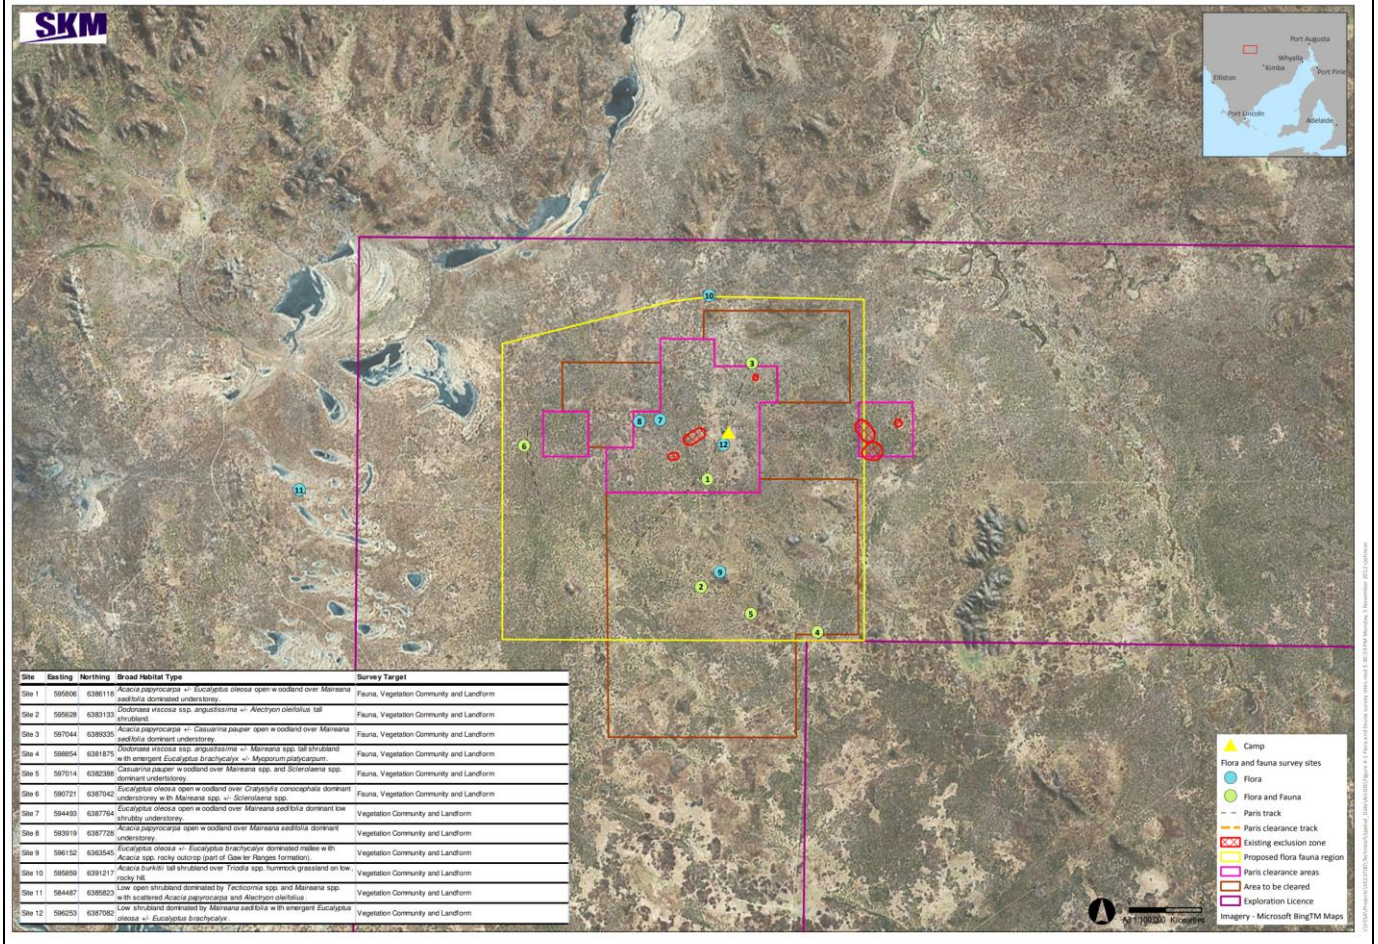 SKM
Port Augusta
Whyalla
Kimba
Port Pirie
Elliston
Port Lincoln
Adelaide
10
3
8
7
12
6
1
11
9
2
5
4
Site Easting Northing Broad Habitat Type Survey Target
Site 1 595806 6386118 Acacia papyrocarpa +/- Eucalyptus oleosa open woodland over Maireana
sedifolia dominated understorey. Fauna, Vegetation Community and Landform
Site 2 595628 6383133 Dodonaea viscosa ssp. angustissima +/- Alectryon oleifolius tall
shrubland. Fauna, Vegetation Community and Landform
Site 3 597044 6389335 Acacia papyrocarpa +/- Casuarina pauper open woodland over Maireana
sedifolia dominant understorey. Fauna, Vegetation Community and Landform
Site 4 598854 6381875 Dodonaea viscosa ssp. angustissima +/- Maireana spp. tall shrubland
with emergent Eucalyptus brachycalyx +/- Myoporum platycarpum. Fauna, Vegetation Community and Landform
Site 5 597014 6382388 Casuarina pauper woodland over Maireana spp. and Sclerolaena spp.
dominant undertstorey. Fauna, Vegetation Community and Landform
Site 6 590721 6387042 Eucalyptus oleosa open woodland over Cratystylis conocephala dominant
understrorey with Maireana spp. +/- Sclerolaena spp. Fauna, Vegetation Community and Landform
Site 7 594493 6387764 Eucalyptus oleosa open woodland over Maireana sedifolia dominant low
shrubby understorey. Vegetation Community and Landform
Site 8 593919 6387728 Acacia papyrocarpa open woodland over Maireana sedifolia dominant
understorey. Vegetation Community and Landform
Site 9 596152 6363545 Eucalyptus oleosa +/- Eucalyptus brachycalyx dominated mallee with
Acacia spp. rocky outcrop (part of Gawler Ranges formation). Vegetation Community and Landform
Site 10 595859 6391217 Acacia burkittii tall shrubland over Triodia spp. hummock grassland on low,
rocky hill. Vegetation Community and Landform
Site 11 584487 6385823 Low open shrubland dominated by Tecticornia spp. and Maireana spp.
with scattered Acacia papyrocarpa and Alectryon oleifolius. Vegetation Community and Landform
Site 12 596253 6387082 Low shrubland dominated by Maireana sedifolia with emergent Eucalyptus
oleosa +/- Eucalyptus brachycalyx. Vegetation Community and Landform
Camp
Flora and fauna survey sites
Flora
Flora and Fauna
Paris track
Paris clearance track
Existing exclusion zone
Proposed flora fauna region
Paris clearance areas
Area to be cleared
Exploration Licence
Imagery - Microsoft BingTM Maps
A3 1:100,000 Kilometres